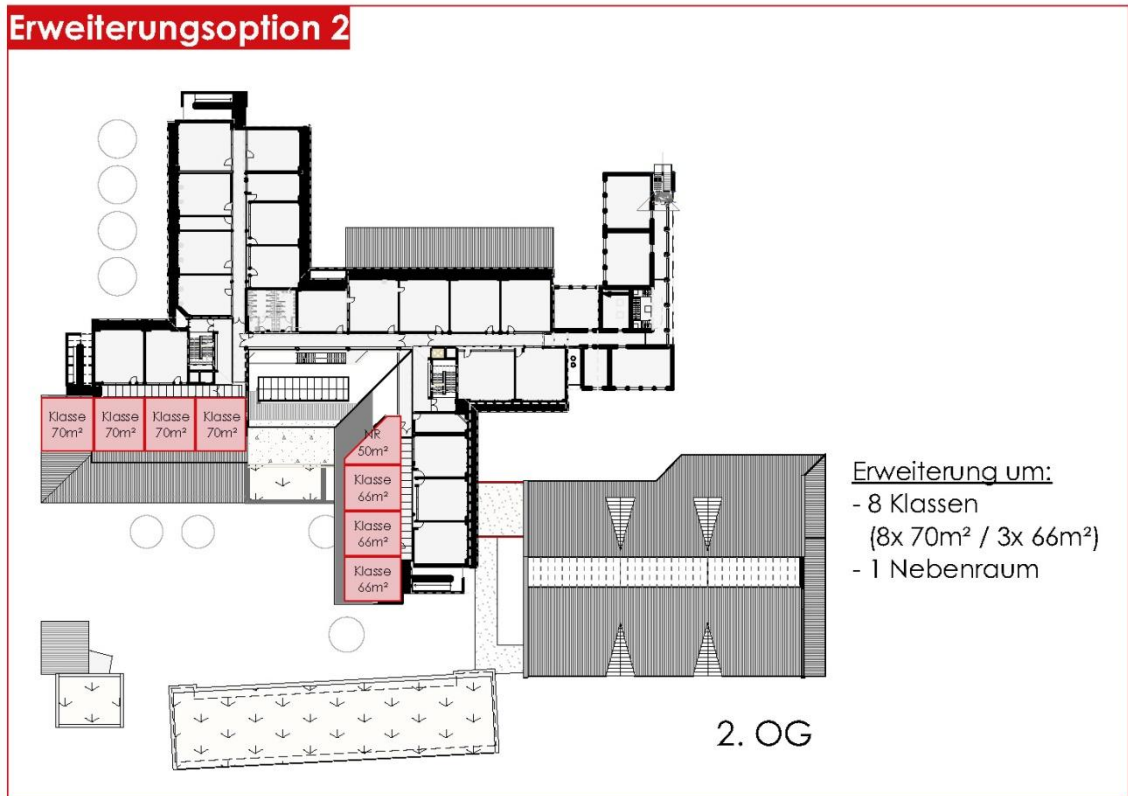 Erweiterungsoption 2
Klasse
70m²
Klasse
70m²
Klasse
70m²
Klasse
70m²
NR
50m²
Klasse
66m²
Klasse
66m²
Klasse
66m²
Erweiterung um:
- 8 Klassen
(8x 70m² / 3x 66m²)
- 1 Nebenraum
2. OG